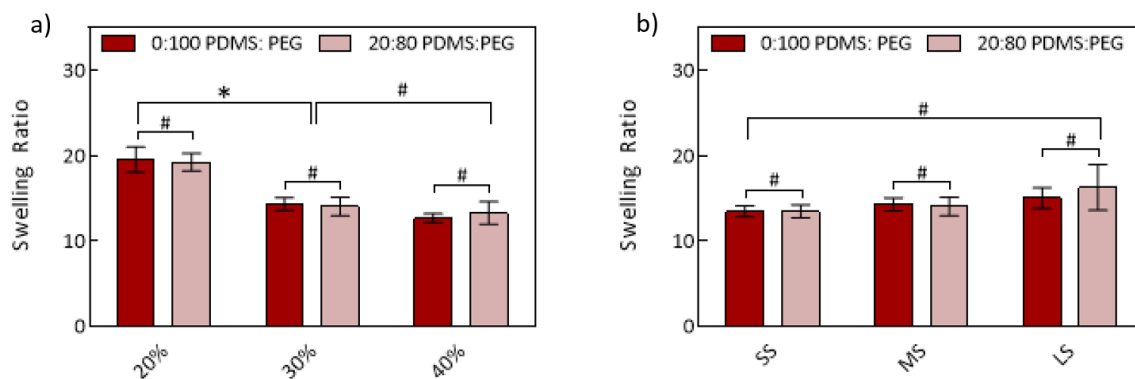 a)
0:100 PDMS: PEG 20:80 PDMS:PEG
Swelling Ratio
30
20
10
0
* #
# # #
20% 30% 40%
b)
0:100 PDMS: PEG 20:80 PDMS:PEG
Swelling Ratio
30
20
10
0
#
# # #
SS MS LS